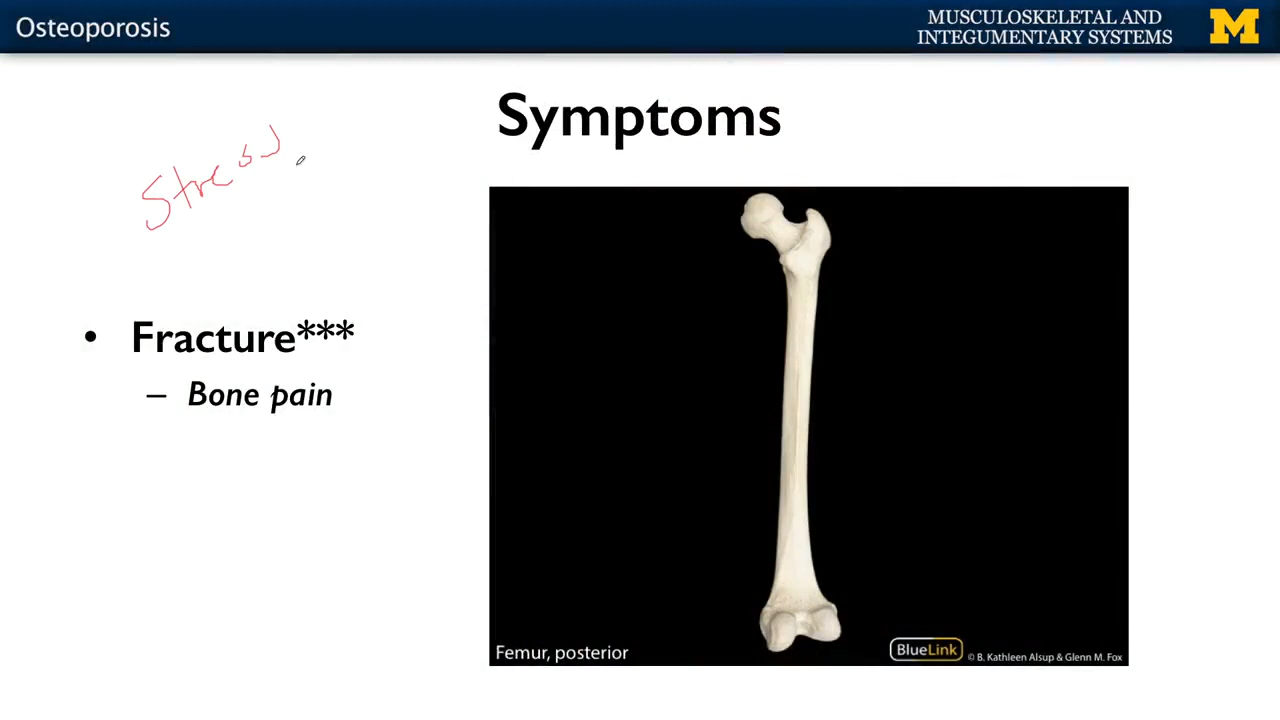 Osteoporosis
MUSCULOSKELETAL AND
INTEGUMENTARY SYSTEMS
M
Symptoms
Stress
• Fracture***
– Bone pain
Femur, posterior
BlueLink
© B. Kathleen Alsup & Glenn M. Fox